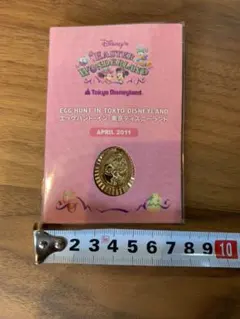 Disney's
EASTER
WONDERLAND
Tokyo Disneyland
EGG HUNT IN TOKYO DISNEYLAND
エッグハント・イン・東京ディズニーランド
APRIL 2011
1 2 3 4 5 6 7 8 9 10